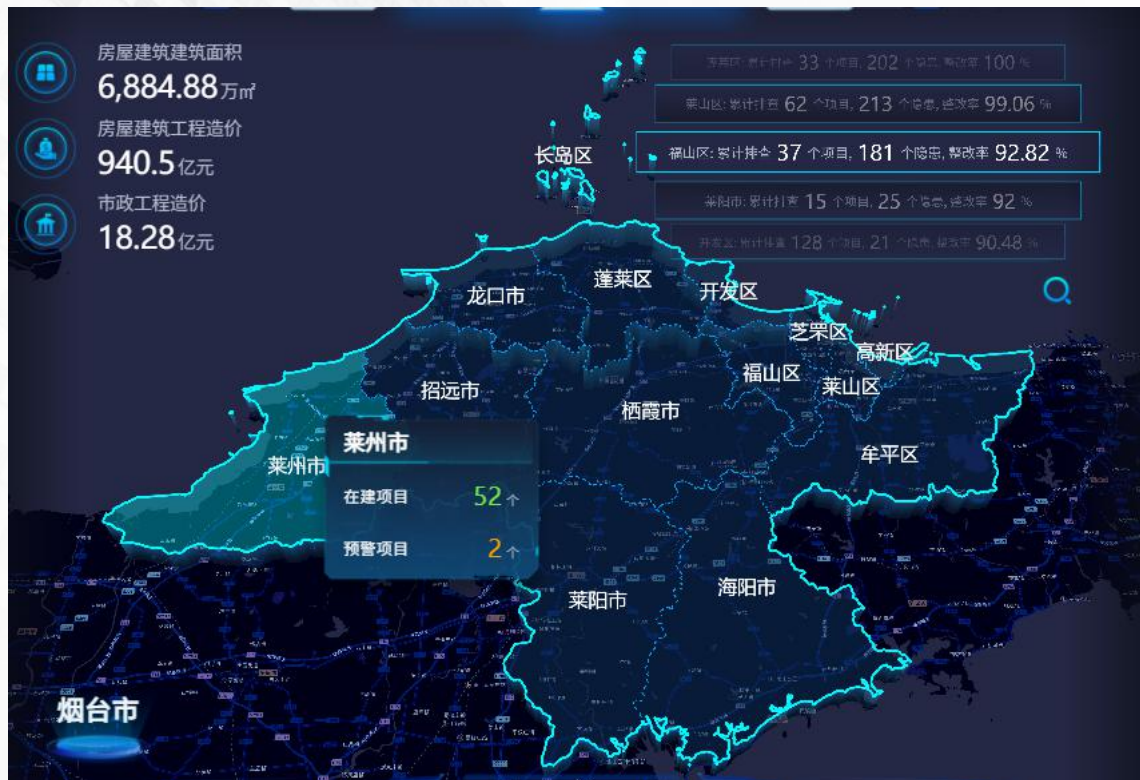 房屋建筑建筑面积
6,884.88万㎡
房屋建筑工程造价
940.5亿元
市政工程造价
18.28亿元
累计排查 33 个项目, 202 个隐患, 整改率 100 %
莱山区: 累计排查 62 个项目, 213 个隐患, 整改率 99.06 %
福山区: 累计排查 37 个项目, 181 个隐患, 整改率 92.82 %
莱阳市: 累计排查 15 个项目, 25 个隐患, 整改率 92 %
开发区: 累计排查 128 个项目, 21 个隐患, 整改率 90.48 %
长岛区
蓬莱区
龙口市
开发区
芝罘区
高新区
福山区
莱山区
招远市
栖霞市
牟平区
莱州市
莱州市
在建项目 52个
预警项目 2个
海阳市
莱阳市
烟台市